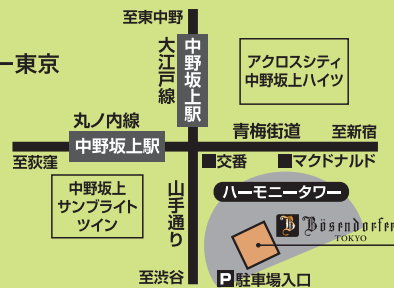 至東中野
東京
大江戸線
中野坂上駅
アクロスシティ
中野坂上ハイツ
丸ノ内線
中野坂上駅
青梅街道
至新宿
至荻窪
交番
マクドナルド
中野坂上
サンブライト
ツイン
山手通り
ハーモニータワー
B Bösendorfer
TOKYO
至渋谷
P 駐車場入口